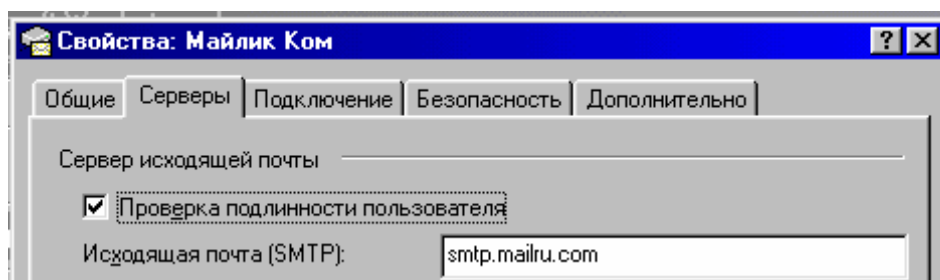 Свойства: Майлик Ком
Общие Серверы Подключение Безопасность Дополнительно
Сервер исходящей почты
Проверка подлинности пользователя
Исходящая почта (SMTP): smtp.mailru.com